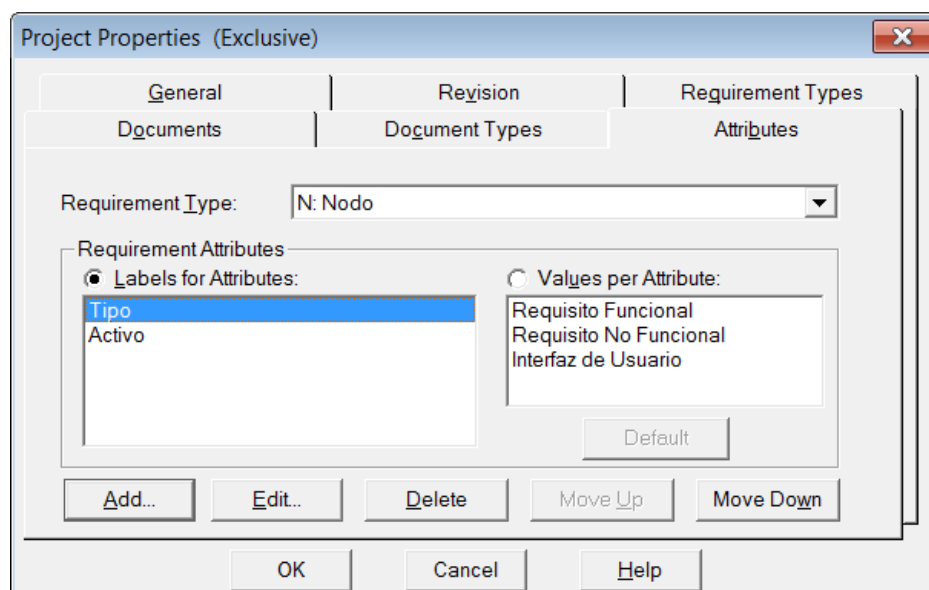 Project Properties (Exclusive)
General Revision Requirement Types
Documents Document Types Attributes
Requirement Type: N: Nodo
Requirement Attributes
Labels for Attributes: Values per Attribute:
Tipo Requisito Funcional
Activo Requisito No Funcional
Interfaz de Usuario
Default
Add... Edit... Delete Move Up Move Down
OK Cancel Help